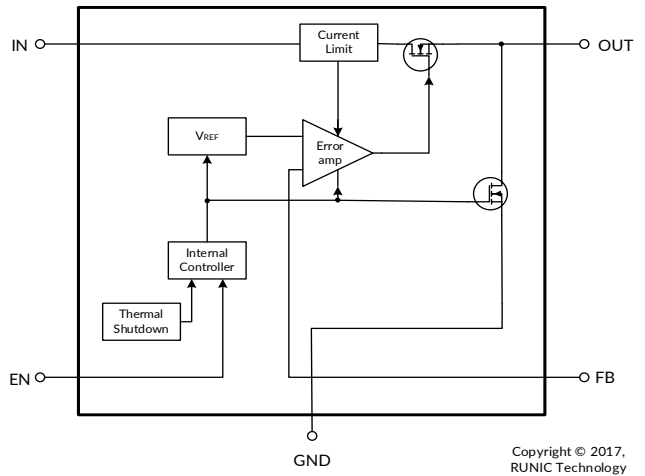 IN
Current
Limit
OUT
VREF
Error
amp
Internal
Controller
Thermal
Shutdown
EN
FB
GND
Copyright © 2017,
RUNIC Technology